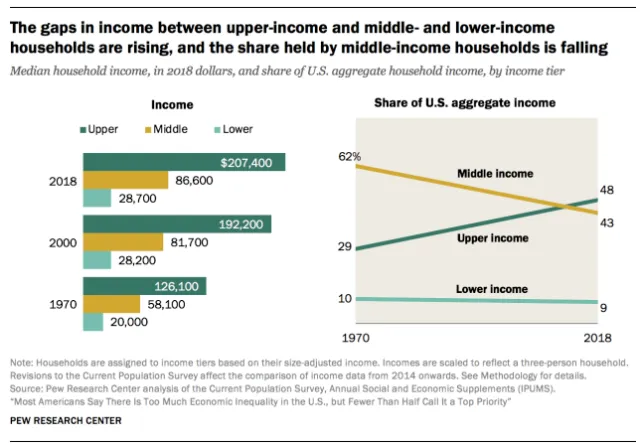 The gaps in income between upper-income and middle- and lower-income
households are rising, and the share held by middle-income households is falling
Median household income, in 2018 dollars, and share of U.S. aggregate household income, by income tier
Income
Upper Middle Lower
2018
$207,400
86,600
28,700
2000
192,200
81,700
28,200
1970
126,100
58,100
20,000
Share of U.S. aggregate income
62%
Middle income
48
43
29
Upper income
Lower income
10
9
1970 2018
Note: Households are assigned to income tiers based on their size-adjusted income. Incomes are scaled to reflect a three-person household.
Revisions to the Current Population Survey affect the comparison of income data from 2014 onwards. See Methodology for details.
Source: Pew Research Center analysis of the Current Population Survey, Annual Social and Economic Supplements (IPUMS).
“Most Americans Say There Is Too Much Economic Inequality in the U.S., but Fewer Than Half Call It a Top Priority”
PEW RESEARCH CENTER